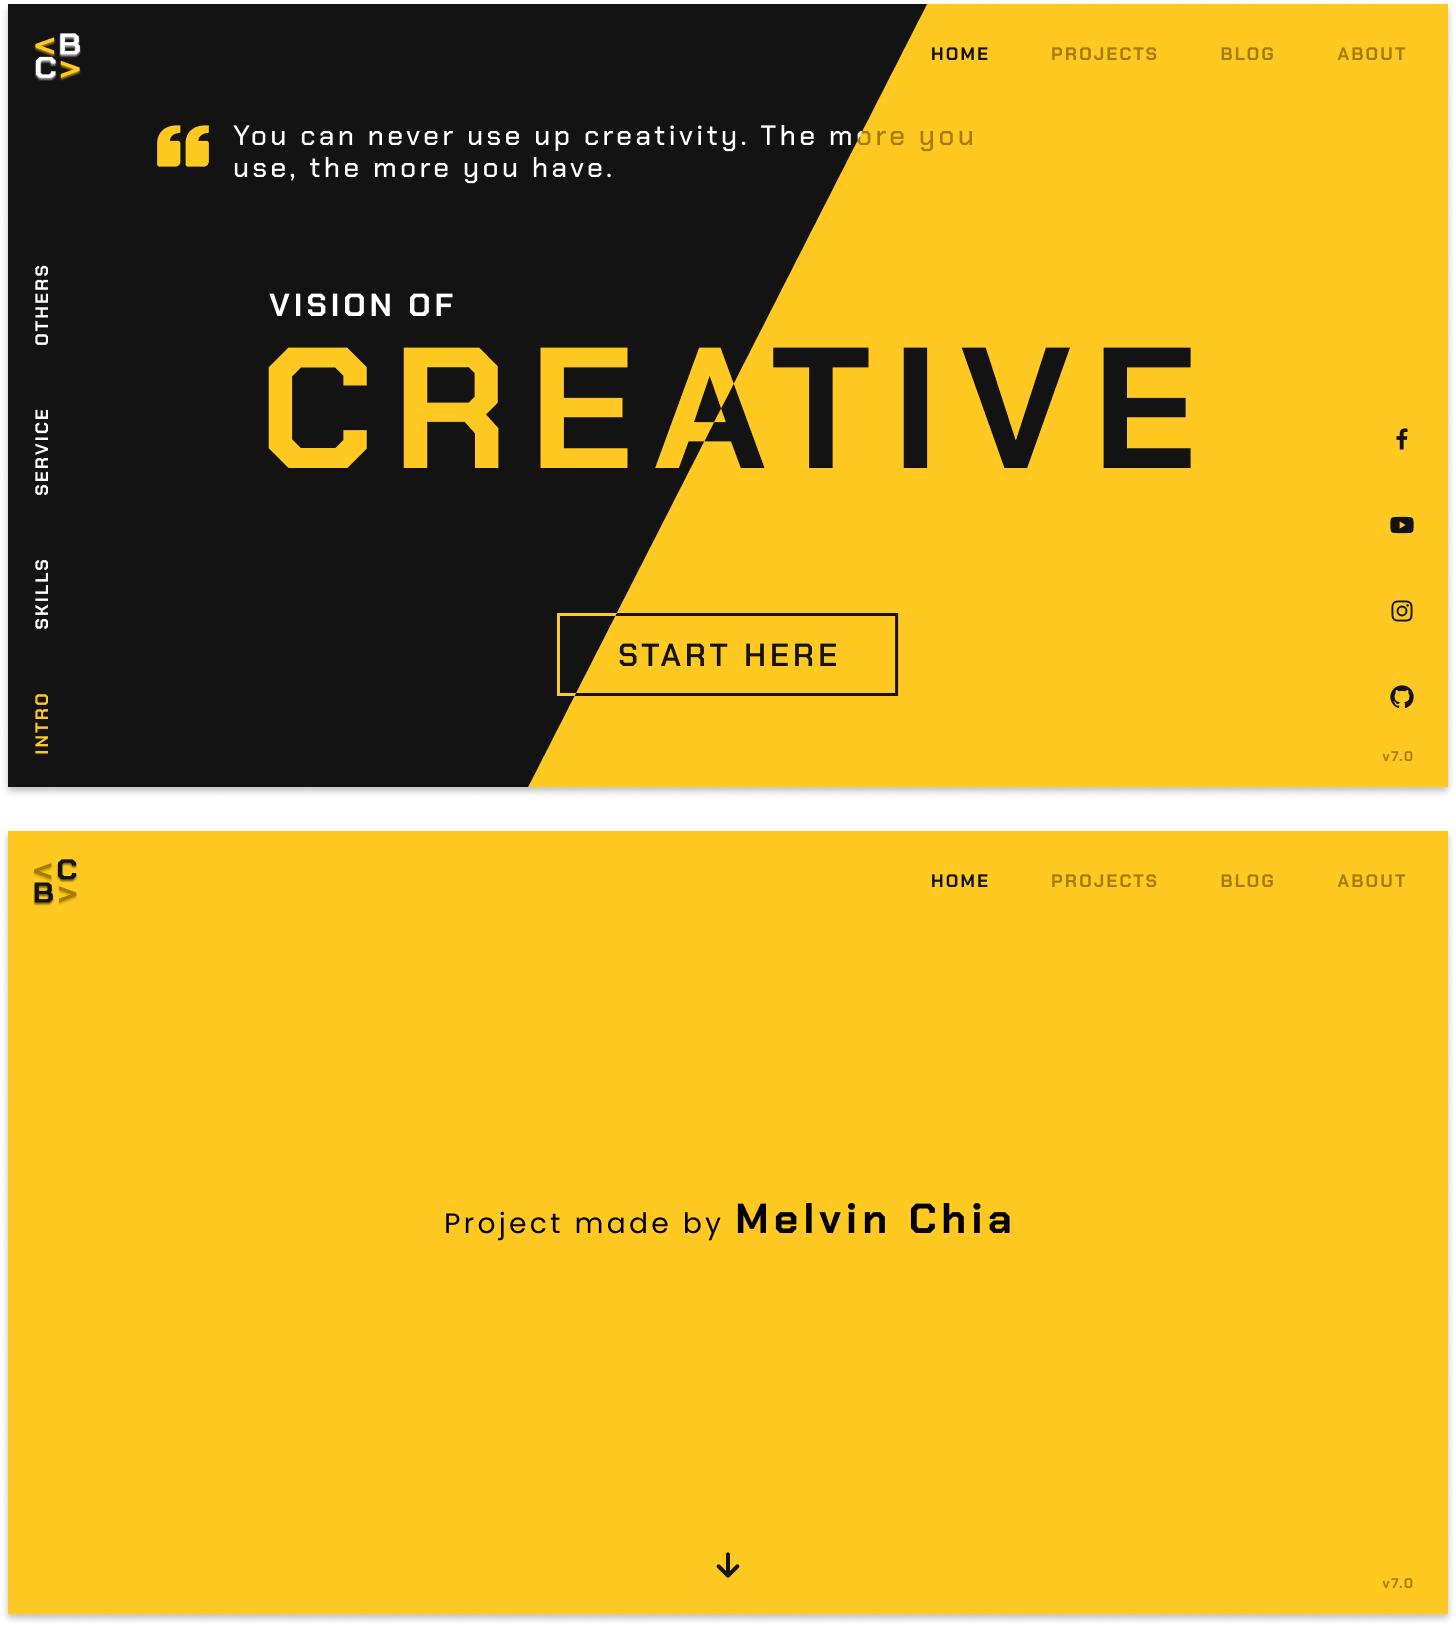 <B
C>
HOME PROJECTS BLOG ABOUT
You can never use up creativity. The more you
use, the more you have.
OTHERS
SERVICE
SKILLS
INTRO
VISION OF
CREATIVE
START HERE
v7.0
<C
B>
HOME PROJECTS BLOG ABOUT
Project made by Melvin Chia
v7.0